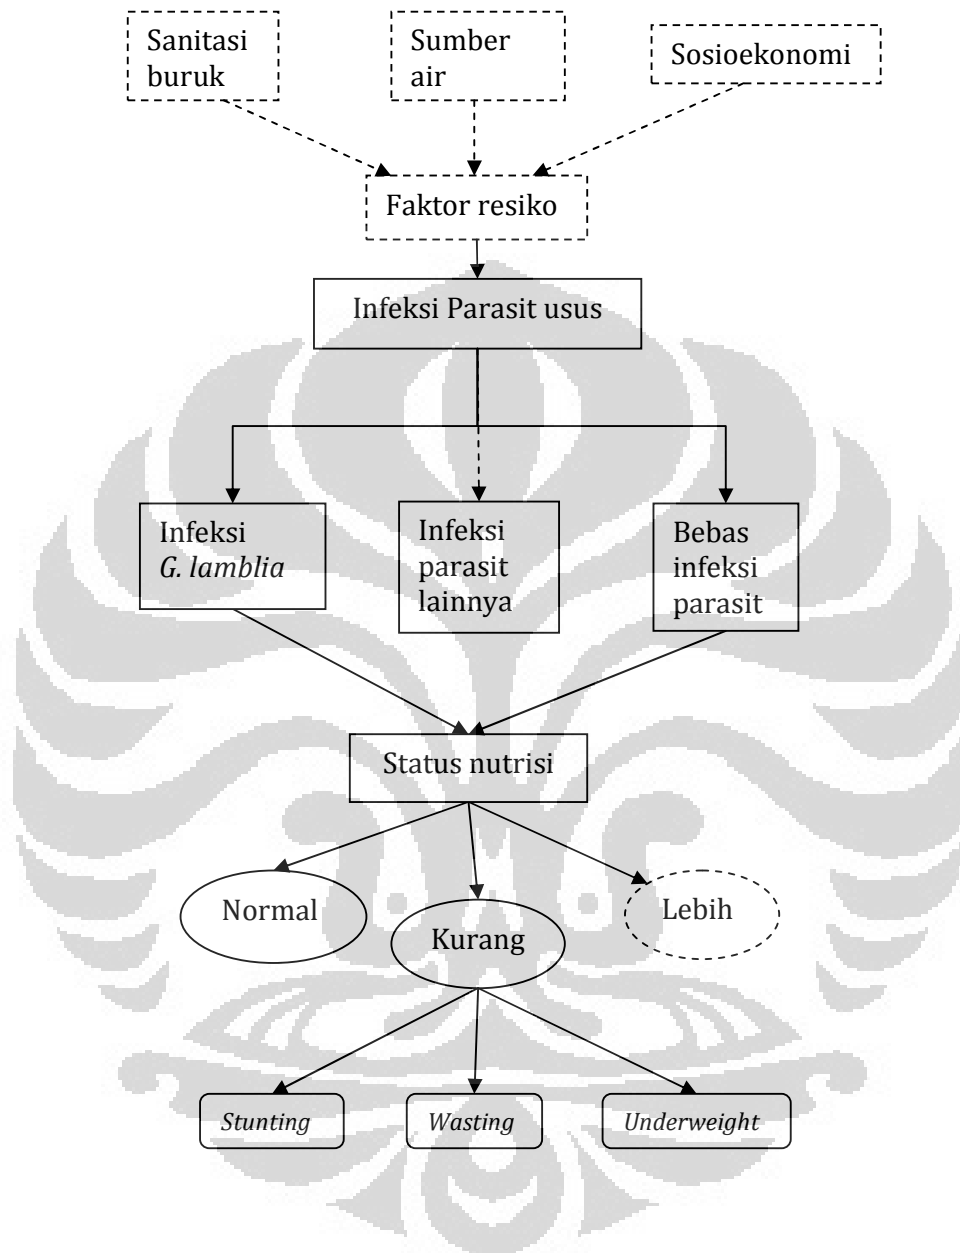 Sanitasi
buruk
Sumber
air
Sosioekonomi
Faktor resiko
Infeksi Parasit usus
Infeksi
G. lamblia
Infeksi
parasit
lainnya
Bebas
infeksi
parasit
Status nutrisi
Normal
Kurang
Lebih
Stunting
Wasting
Underweight